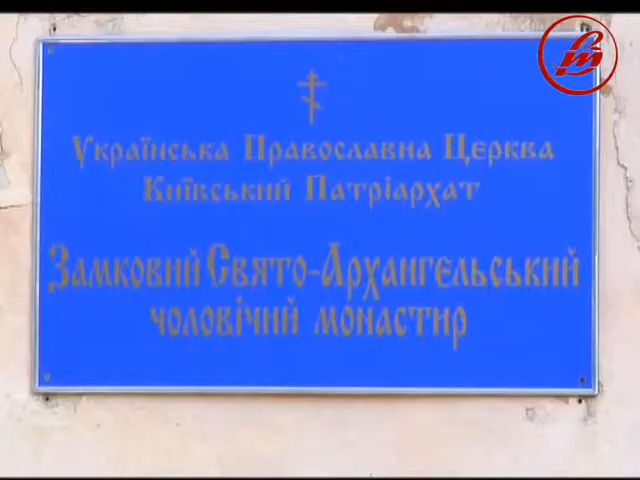 Українська Православна Церква
Київський Патріархат
Замковий Свято-Архангельський
чоловічий монастир